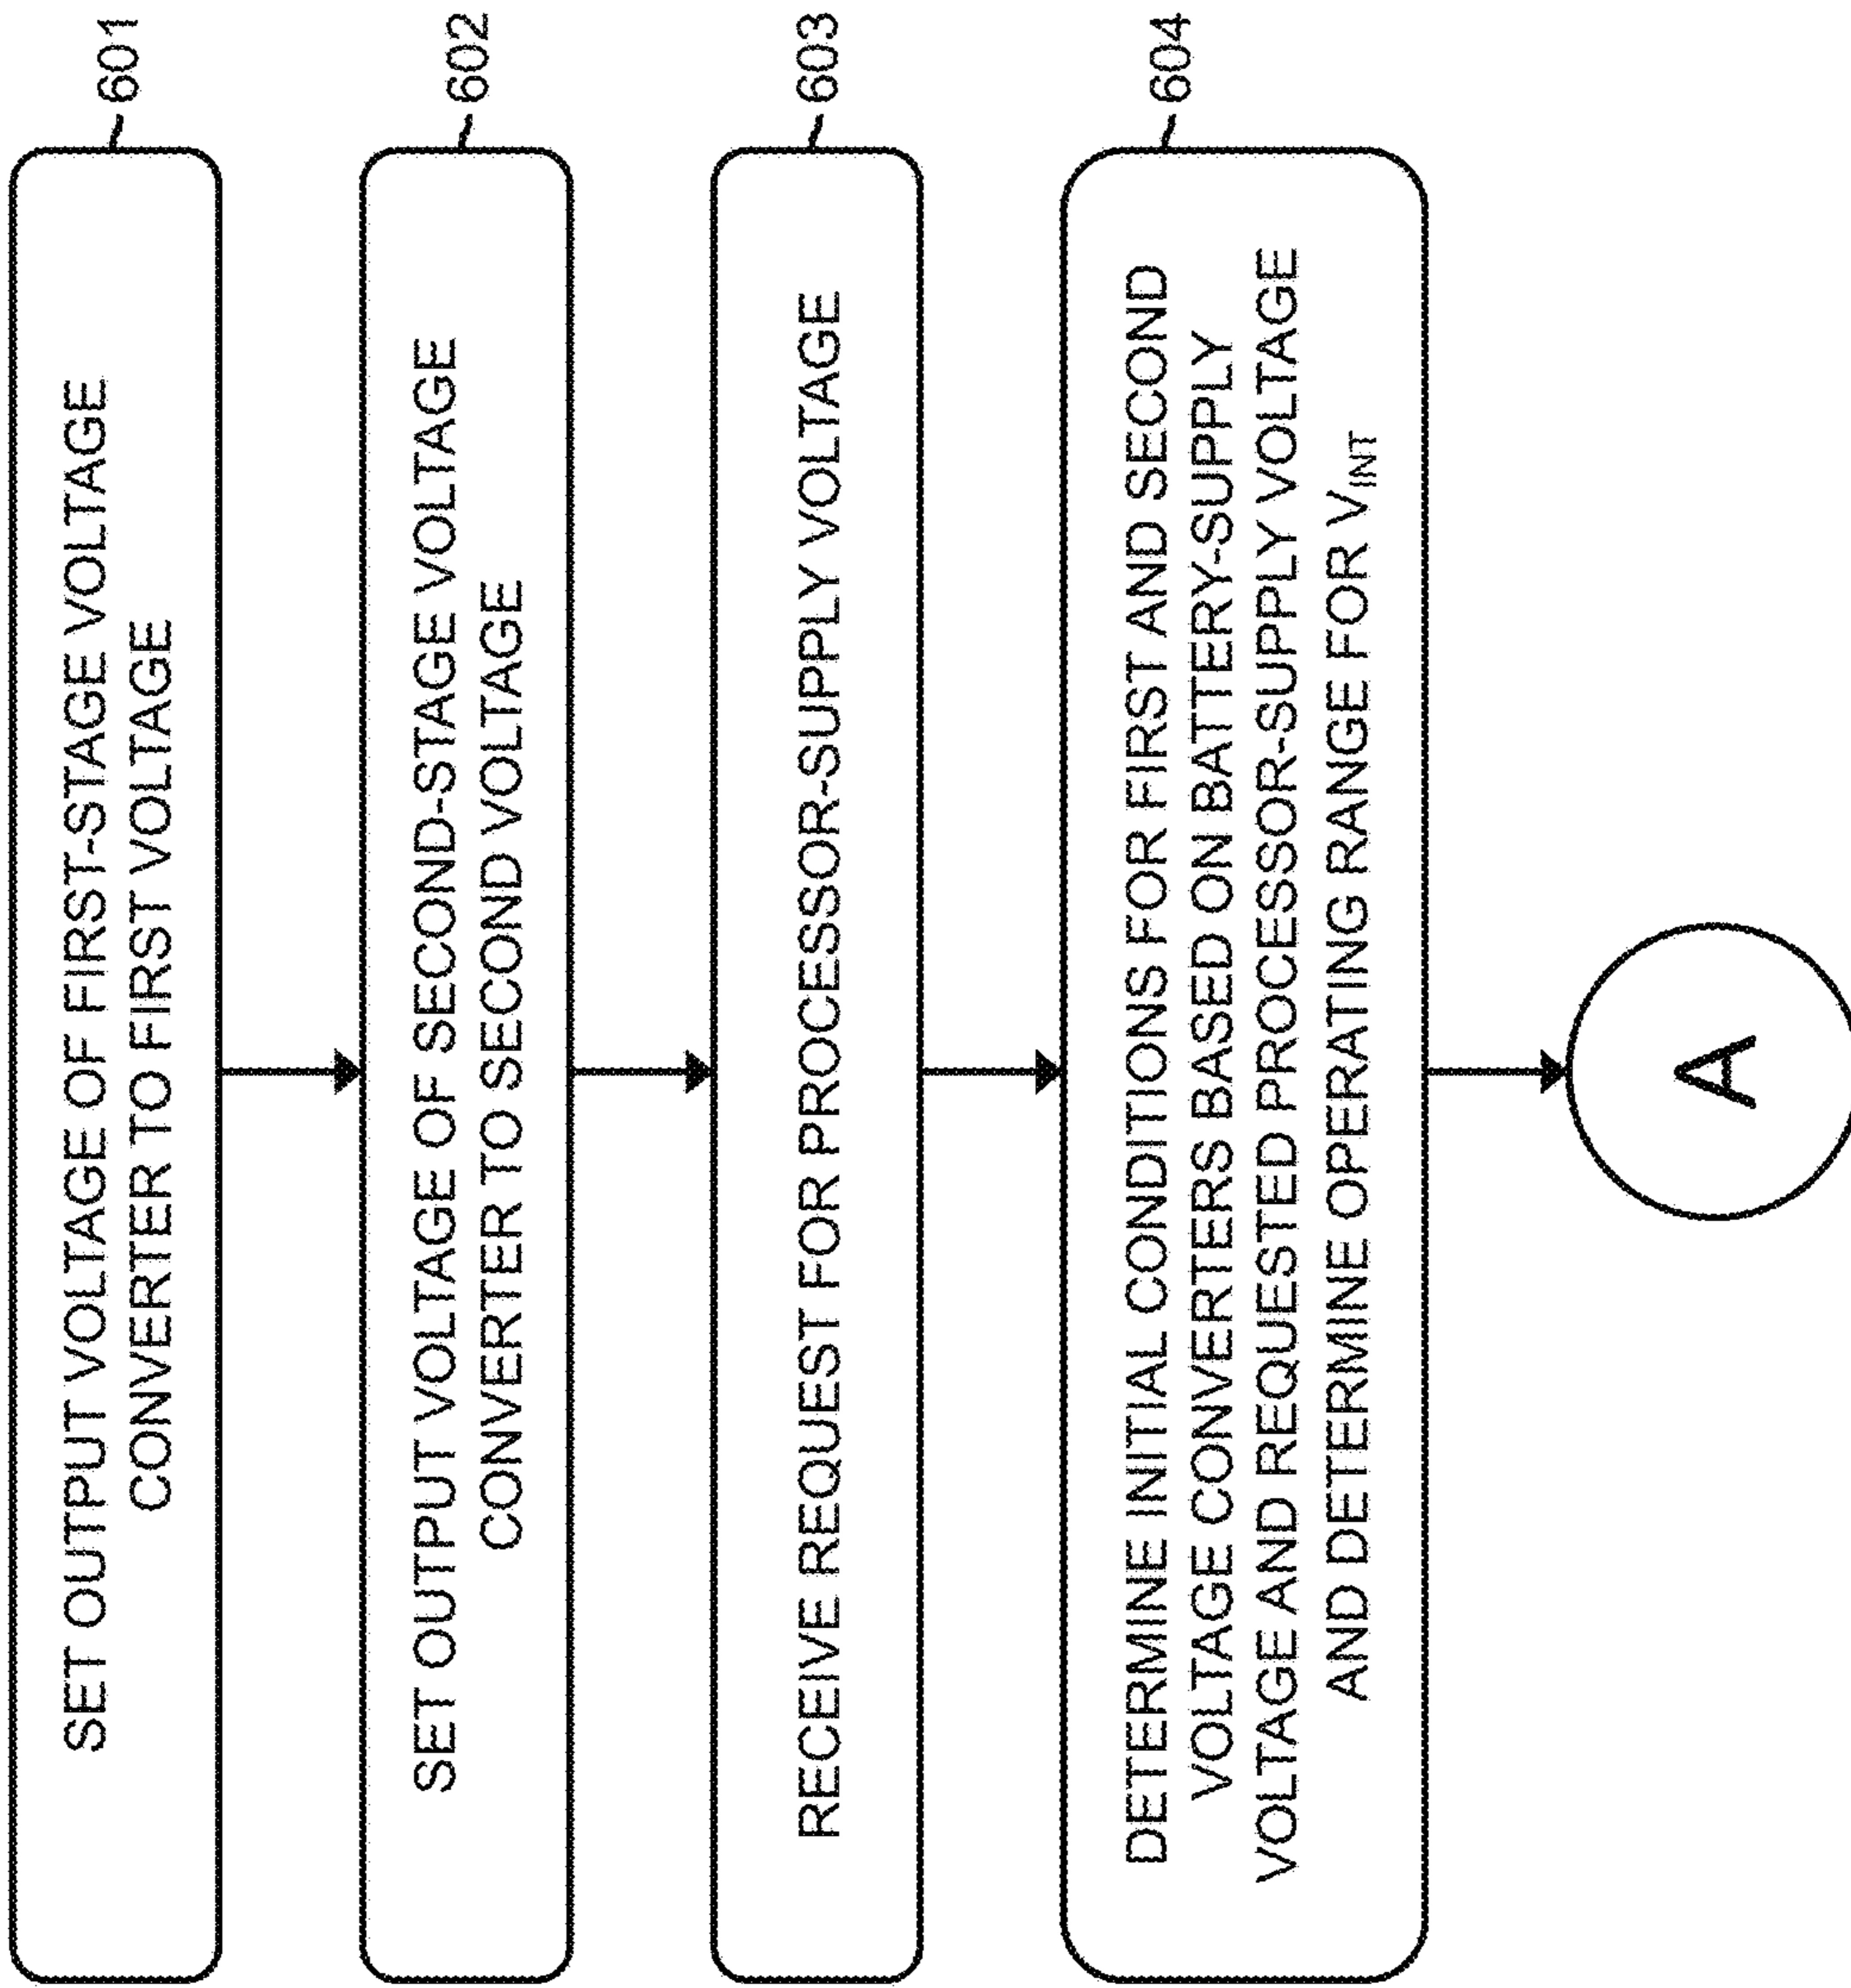 SET OUTPUT VOLTAGE OF FIRST-STAGE VOLTAGE
CONVERTER TO FIRST VOLTAGE
601
SET OUTPUT VOLTAGE OF SECOND-STAGE VOLTAGE
CONVERTER TO SECOND VOLTAGE
602
RECEIVE REQUEST FOR PROCESSOR-SUPPLY VOLTAGE
603
DETERMINE INITIAL CONDITIONS FOR FIRST AND SECOND
VOLTAGE CONVERTERS BASED ON BATTERY-SUPPLY
VOLTAGE AND REQUESTED PROCESSOR-SUPPLY VOLTAGE
AND DETERMINE OPERATING RANGE FOR V_INT
604
A